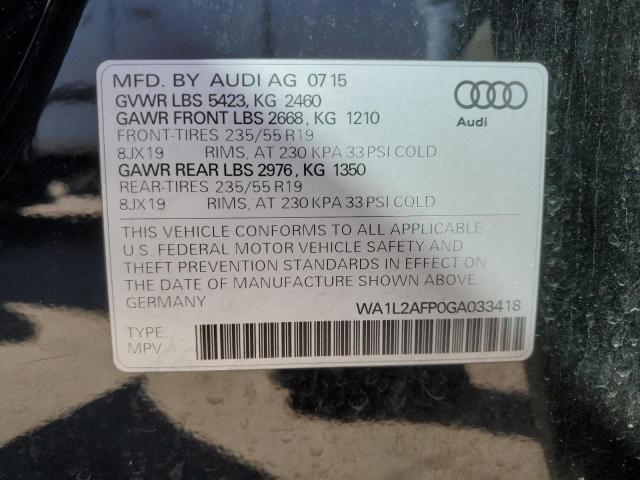 MFD. BY AUDI AG 07 15
GVWR LBS 5423, KG 2460
GAWR FRONT LBS 2668, KG 1210
FRONT-TIRES 235/55 R19
8JX19 RIMS, AT 230 KPA 33 PSI COLD
GAWR REAR LBS 2976, KG 1350
REAR-TIRES 235/55 R19
8JX19 RIMS, AT 230 KPA 33 PSI COLD
Audi
THIS VEHICLE CONFORMS TO ALL APPLICABLE
U.S. FEDERAL MOTOR VEHICLE SAFETY AND
THEFT PREVENTION STANDARDS IN EFFECT ON
THE DATE OF MANUFACTURE SHOWN ABOVE
GERMANY
WA1L2AFP0GA033418
TYPE:
MPV